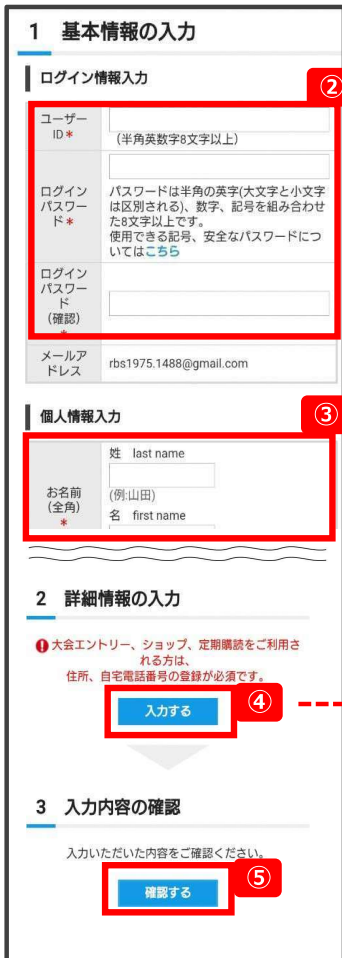 1 基本情報の入力
ログイン情報入力
②
ユーザー
ID*
(半角英数字8文字以上)
ログイン
パスワー
ド*
パスワードは半角の英字(大文字と小文字
は区別される)、数字、記号を組み合わせ
た8文字以上です。
使用できる記号、安全なパスワードにつ
いてはこちら
ログイン
パスワー
ド
(確認)
*
メールア
ドレス
rbs1975.1488@gmail.com
個人情報入力
③
お名前
(全角)
*
姓 last name
(例:山田)
名 first name
2 詳細情報の入力
大会エントリー、ショップ、定期購読をご利用さ
れる方は、
住所、自宅電話番号の登録が必須です。
入力する
④
3 入力内容の確認
入力いただいた内容をご確認ください。
確認する
⑤